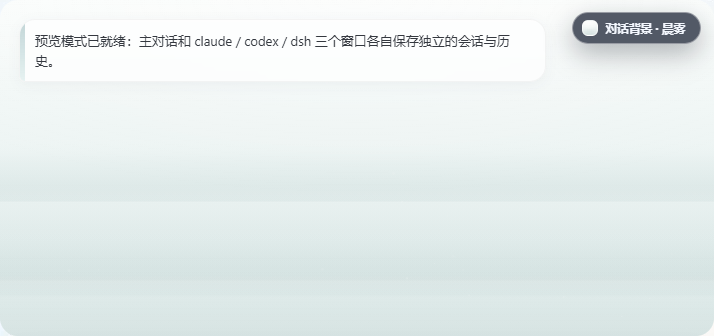 预览模式已就绪：主对话和 claude / codex / dsh 三个窗口各自保存独立的会话与历
史。
对话背景 · 晨雾